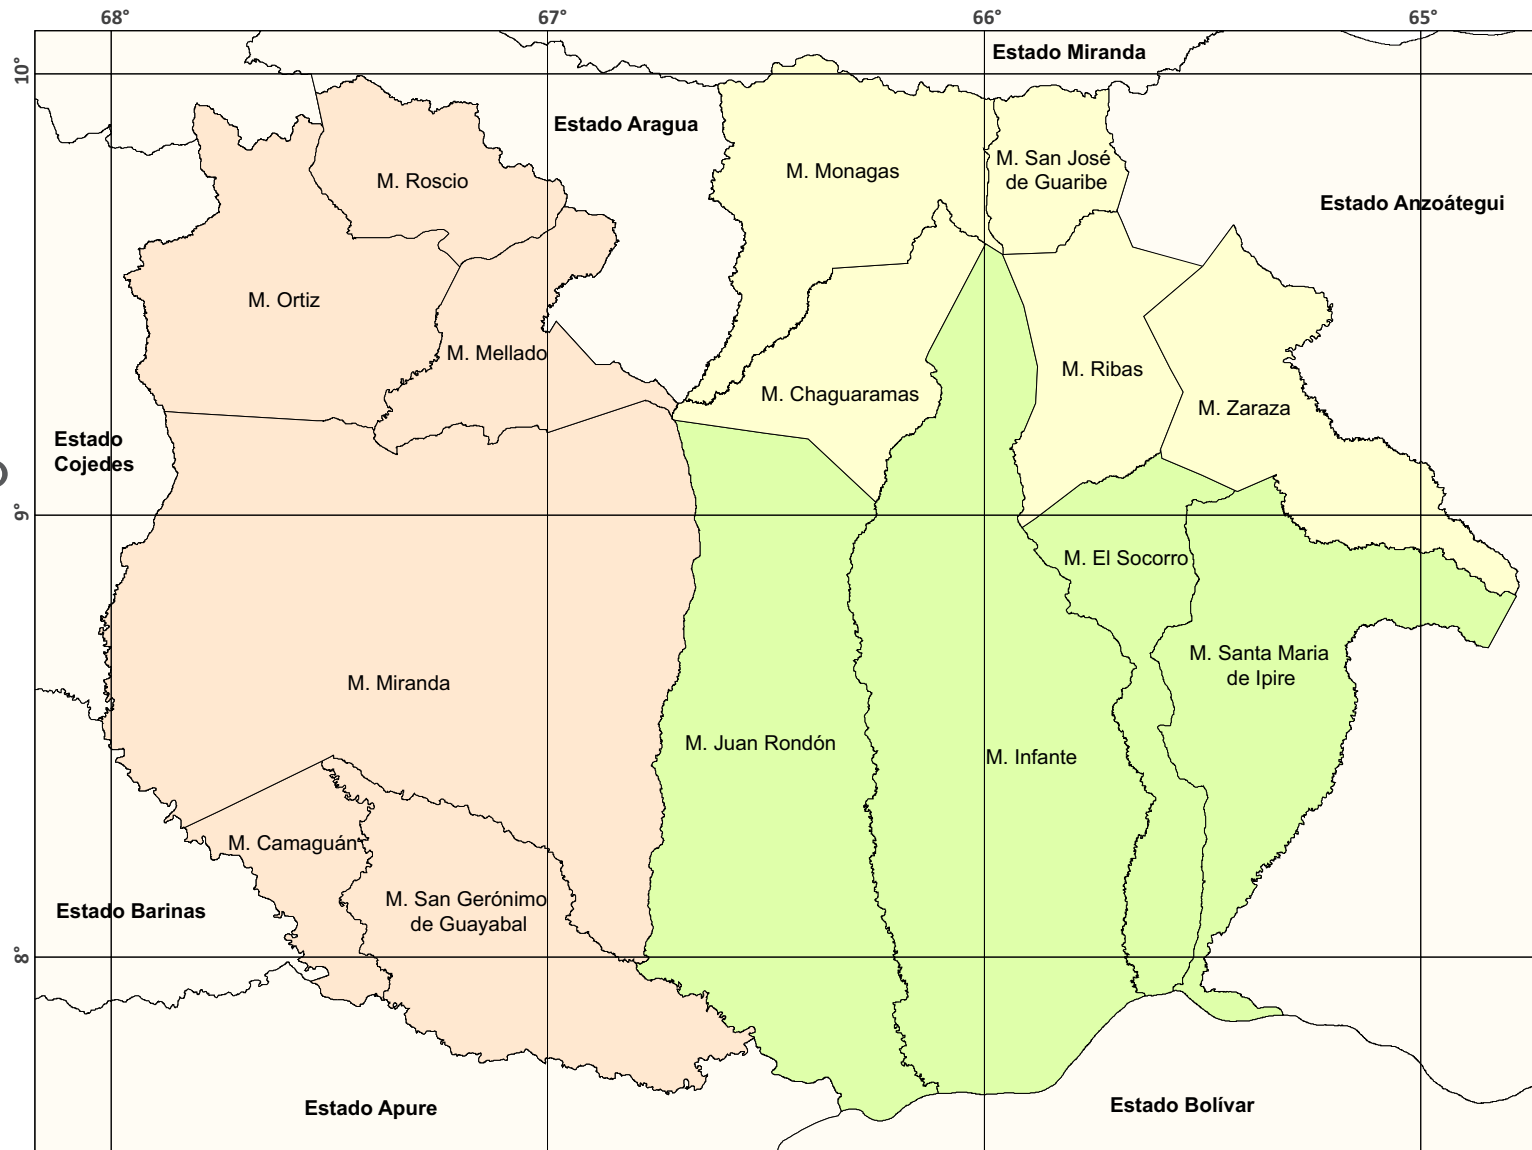 68°
67°
66°
65°
Estado Miranda
10°
Estado Aragua
M. San José
de Guaribe
M. Monagas
M. Roscio
Estado Anzoátegui
M. Ortiz
M. Mellado
M. Ribas
M. Chaguaramas
M. Zaraza
Estado
Cojedes
9°
M. El Socorro
M. Santa Maria
de Ipire
M. Miranda
M. Juan Rondón
M. Infante
M. Camaguán
M. San Gerónimo
de Guayabal
Estado Barinas
8°
Estado Apure
Estado Bolívar